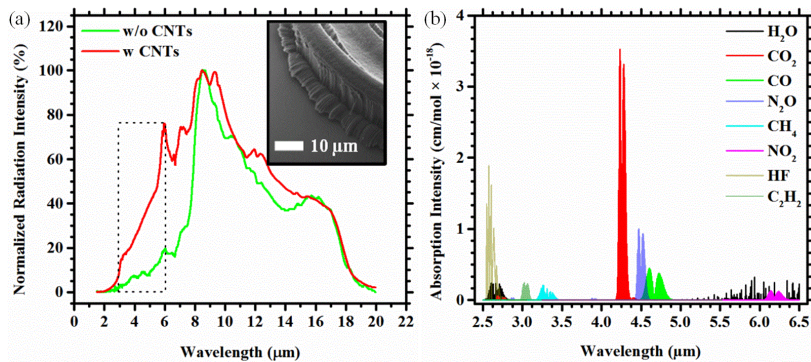 (a)
w/o CNTs
w CNTs
10 μm
Normalized Radiation Intensity (%)
120
100
80
60
40
20
0
0 2 4 6 8 10 12 14 16 18 20 22
Wavelength (μm)
(b)
H₂O
CO₂
CO
N₂O
CH₄
NO₂
HF
C₂H₂
Absorption Intensity (cm/mol × 10⁻¹⁸)
4
3
2
1
0
2.5 3.0 3.5 4.0 4.5 5.0 5.5 6.0 6.5
Wavelength (μm)